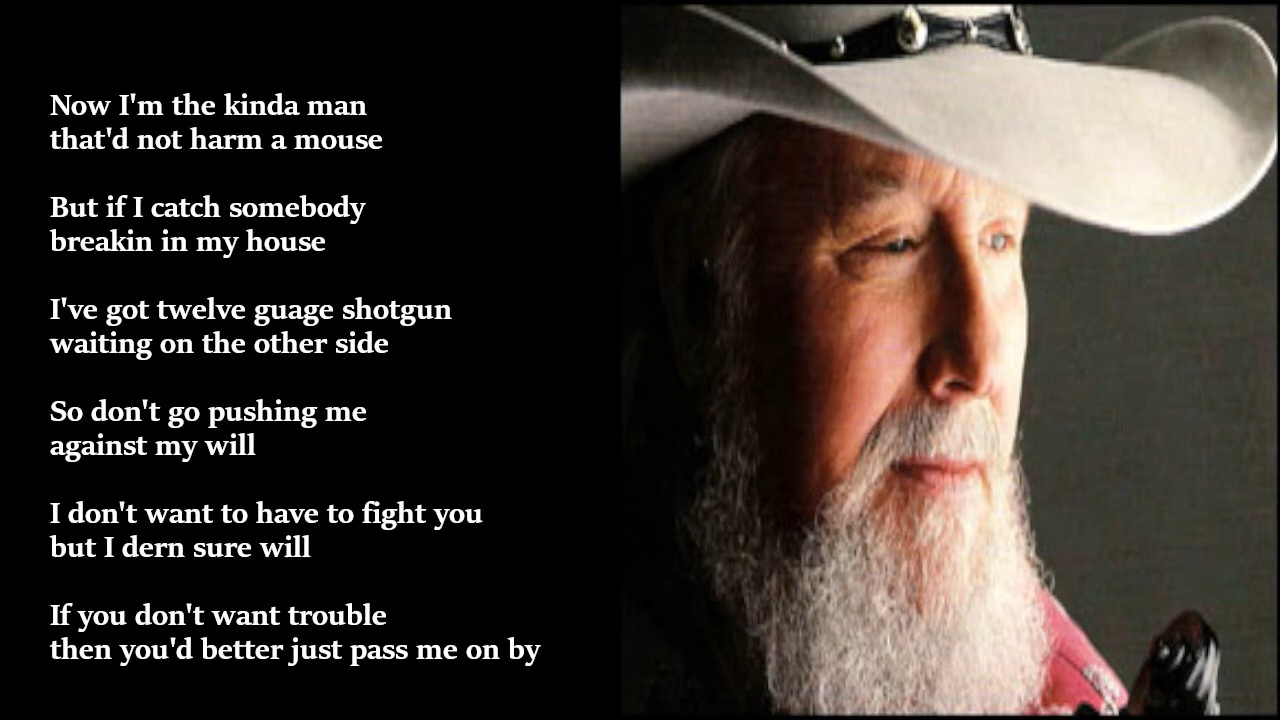 Now I'm the kinda man
that'd not harm a mouse
But if I catch somebody
breakin in my house
I've got twelve guage shotgun
waiting on the other side
So don't go pushing me
against my will
I don't want to have to fight you
but I dern sure will
If you don't want trouble
then you'd better just pass me on by